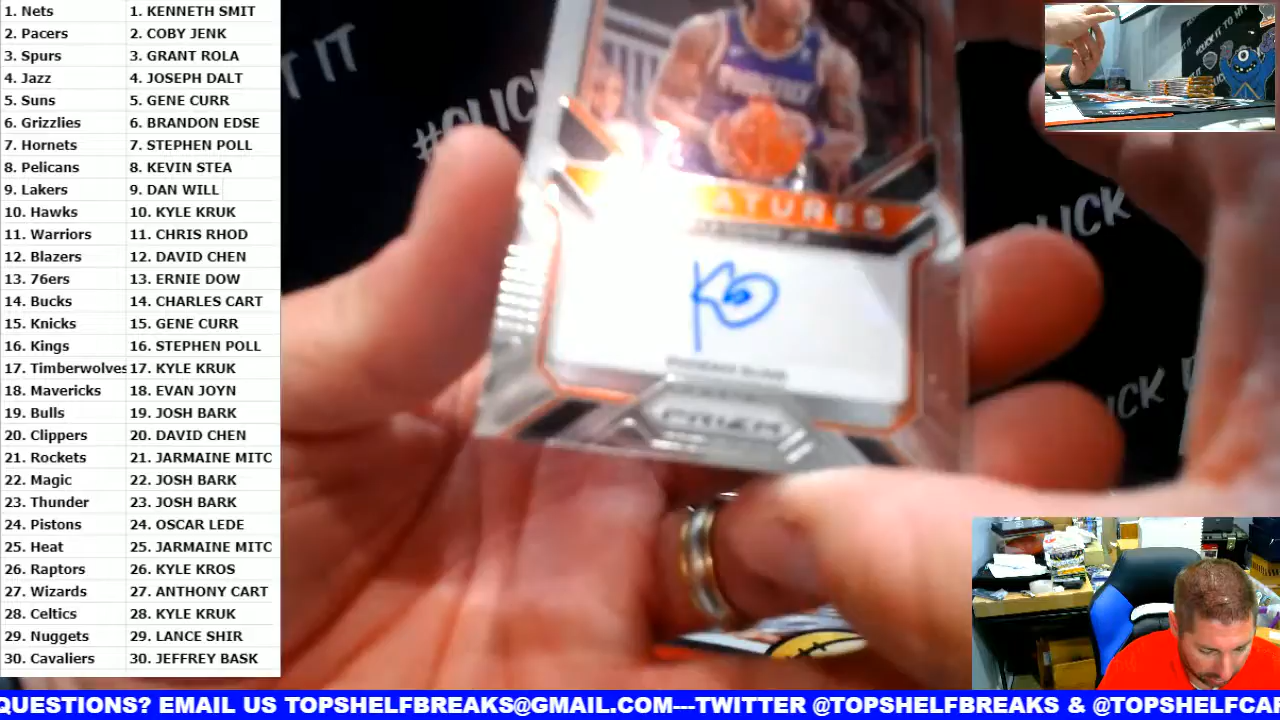 1. Nets 1. KENNETH SMIT
2. Pacers 2. COBY JENK
3. Spurs 3. GRANT ROLA
4. Jazz 4. JOSEPH DALT
5. Suns 5. GENE CURR
6. Grizzlies 6. BRANDON EDSE
7. Hornets 7. STEPHEN POLL
8. Pelicans 8. KEVIN STEA
9. Lakers 9. DAN WILL
10. Hawks 10. KYLE KRUK
11. Warriors 11. CHRIS RHOD
12. Blazers 12. DAVID CHEN
13. 76ers 13. ERNIE DOW
14. Bucks 14. CHARLES CART
15. Knicks 15. GENE CURR
16. Kings 16. STEPHEN POLL
17. Timberwolves 17. KYLE KRUK
18. Mavericks 18. EVAN JOYN
19. Bulls 19. JOSH BARK
20. Clippers 20. DAVID CHEN
21. Rockets 21. JARMAINE MITC
22. Magic 22. JOSH BARK
23. Thunder 23. JOSH BARK
24. Pistons 24. OSCAR LEDE
25. Heat 25. JARMAINE MITC
26. Raptors 26. KYLE KROS
27. Wizards 27. ANTHONY CART
28. Celtics 28. KYLE KRUK
29. Nuggets 29. LANCE SHIR
30. Cavaliers 30. JEFFREY BASK
T IT
#CLICK
ATURES
PRIZM
LICK
CK
QUESTIONS? EMAIL US TOPSHELFBREAKS@GMAIL.COM---TWITTER @TOPSHELFBREAKS & @TOPSHELFCAR